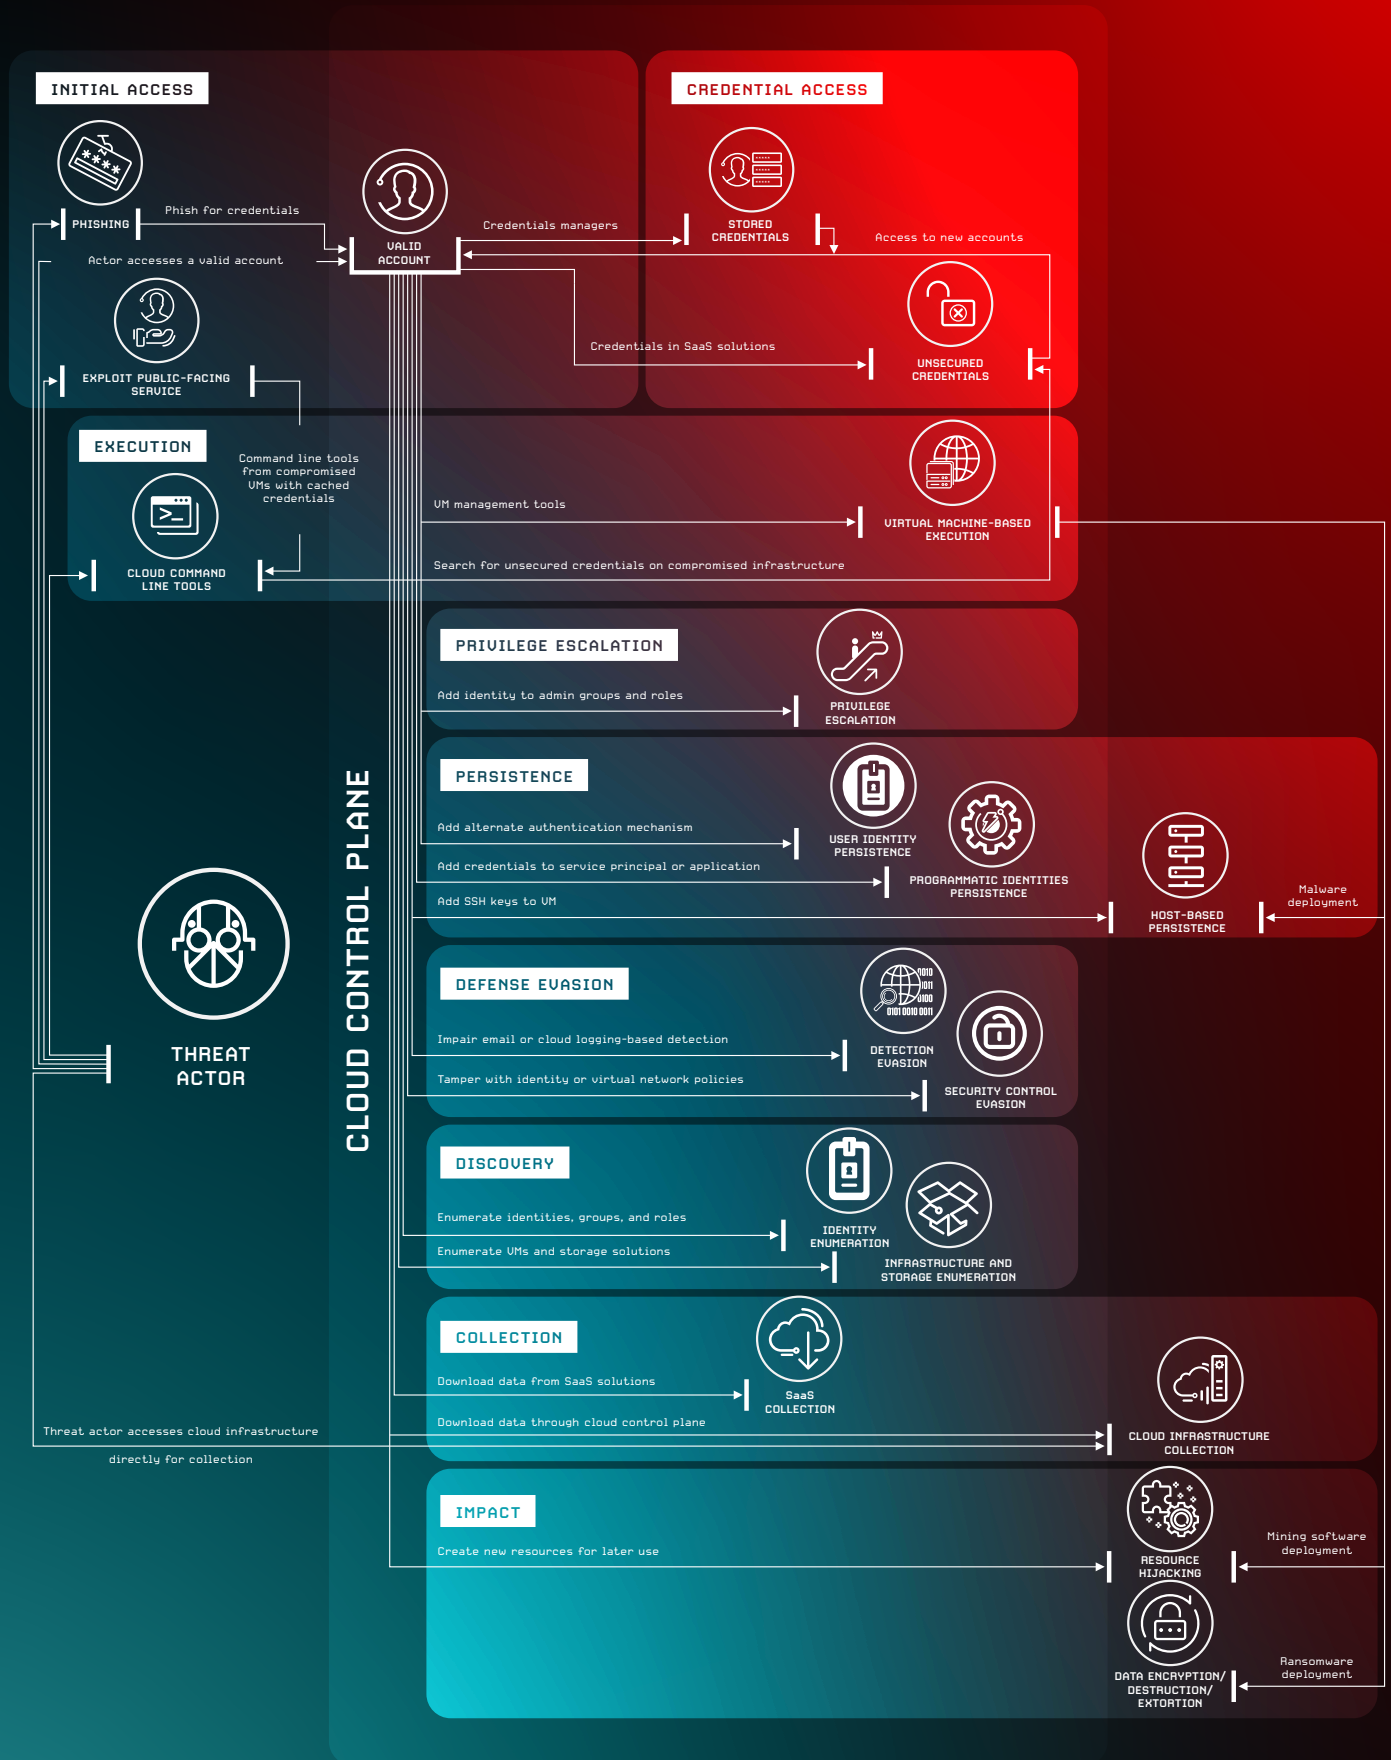 INITIAL ACCESS
PHISHING
Phish for credentials
Actor accesses a valid account
VALID
ACCOUNT
EXPLOIT PUBLIC-FACING
SERVICE
CREDENTIAL ACCESS
Credentials managers
STORED
CREDENTIALS
Access to new accounts
Credentials in SaaS solutions
UNSECURED
CREDENTIALS
EXECUTION
Command line tools
from compromised
VMs with cached
credentials
CLOUD COMMAND
LINE TOOLS
VM management tools
VIRTUAL MACHINE-BASED
EXECUTION
Search for unsecured credentials on compromised infrastructure
PRIVILEGE ESCALATION
Add identity to admin groups and roles
PRIVILEGE
ESCALATION
CLOUD CONTROL PLANE
THREAT
ACTOR
PERSISTENCE
Add alternate authentication mechanism
USER IDENTITY
PERSISTENCE
Add credentials to service principal or application
PROGRAMMATIC IDENTITIES
PERSISTENCE
Add SSH keys to VM
HOST-BASED
PERSISTENCE
Malware
deployment
DEFENSE EVASION
1010
1011
0100
0101 0010 0011
Impair email or cloud logging-based detection
DETECTION
EVASION
Tamper with identity or virtual network policies
SECURITY CONTROL
EVASION
DISCOVERY
Enumerate identities, groups, and roles
IDENTITY
ENUMERATION
Enumerate VMs and storage solutions
INFRASTRUCTURE AND
STORAGE ENUMERATION
COLLECTION
Download data from SaaS solutions
SaaS
COLLECTION
Download data through cloud control plane
Threat actor accesses cloud infrastructure
directly for collection
CLOUD INFRASTRUCTURE
COLLECTION
IMPACT
Create new resources for later use
RESOURCE
HIJACKING
Mining software
deployment
DATA ENCRYPTION/
DESTRUCTION/
EXTORTION
Ransomware
deployment